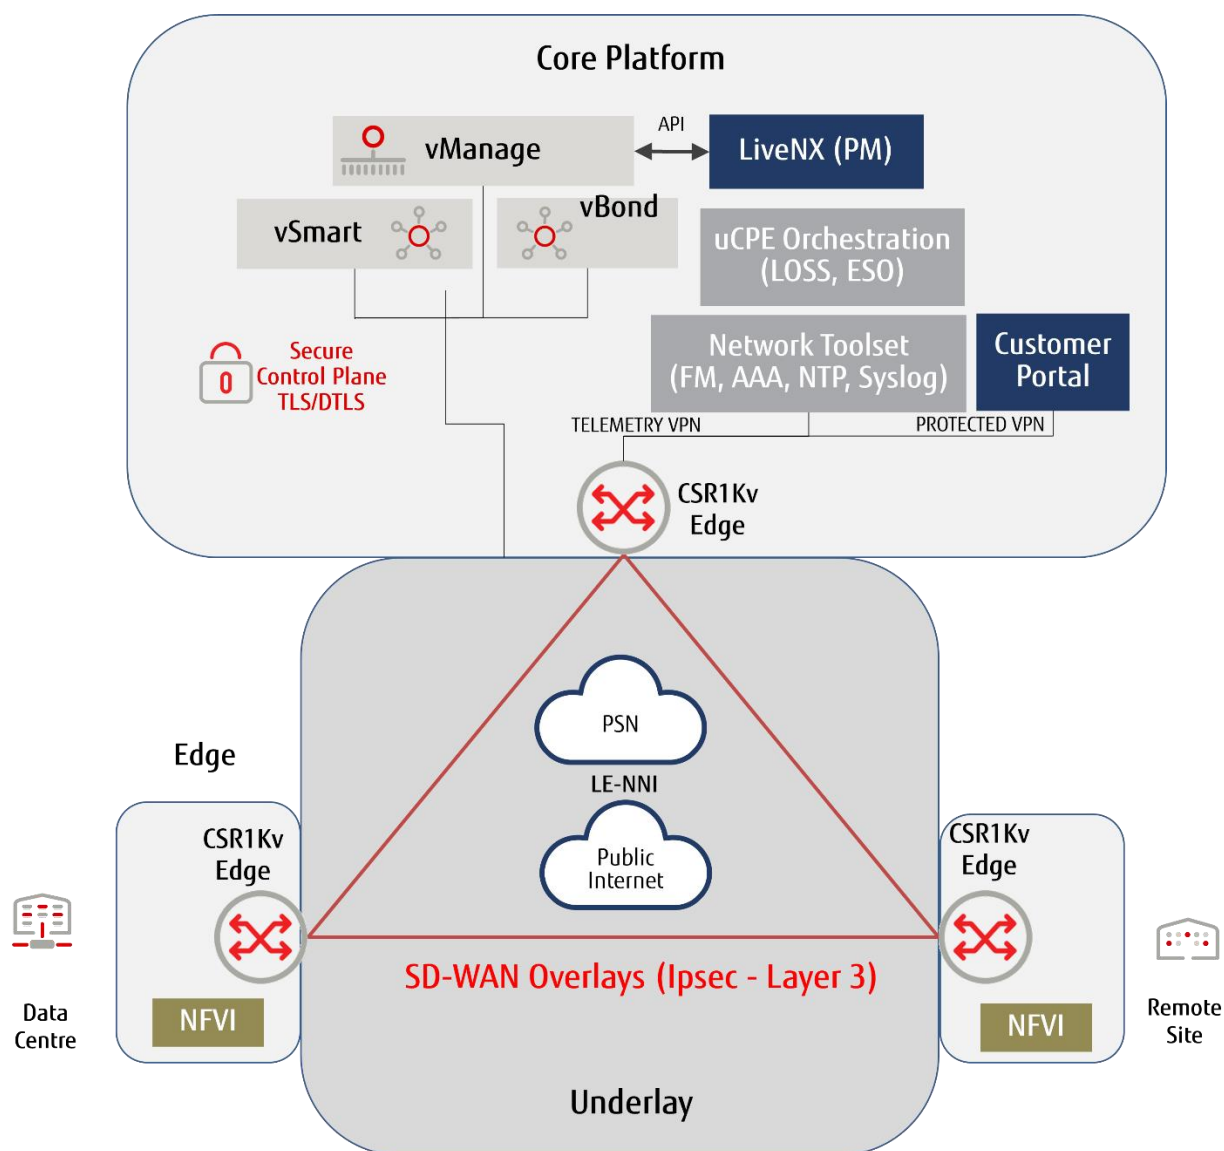 Core Platform
API
vManage
LiveNX (PM)
vSmart
vBond
uCPE Orchestration
(LOSS, ESO)
Secure
Control Plane
TLS/DTLS
Network Toolset
(FM, AAA, NTP, Syslog)
Customer
Portal
TELEMETRY VPN
PROTECTED VPN
CSR1Kv
Edge
PSN
LE-NNI
Public
Internet
Edge
CSR1Kv
Edge
CSR1Kv
Edge
SD-WAN Overlays (Ipsec - Layer 3)
Data
Centre
NFVI
NFVI
Remote
Site
Underlay